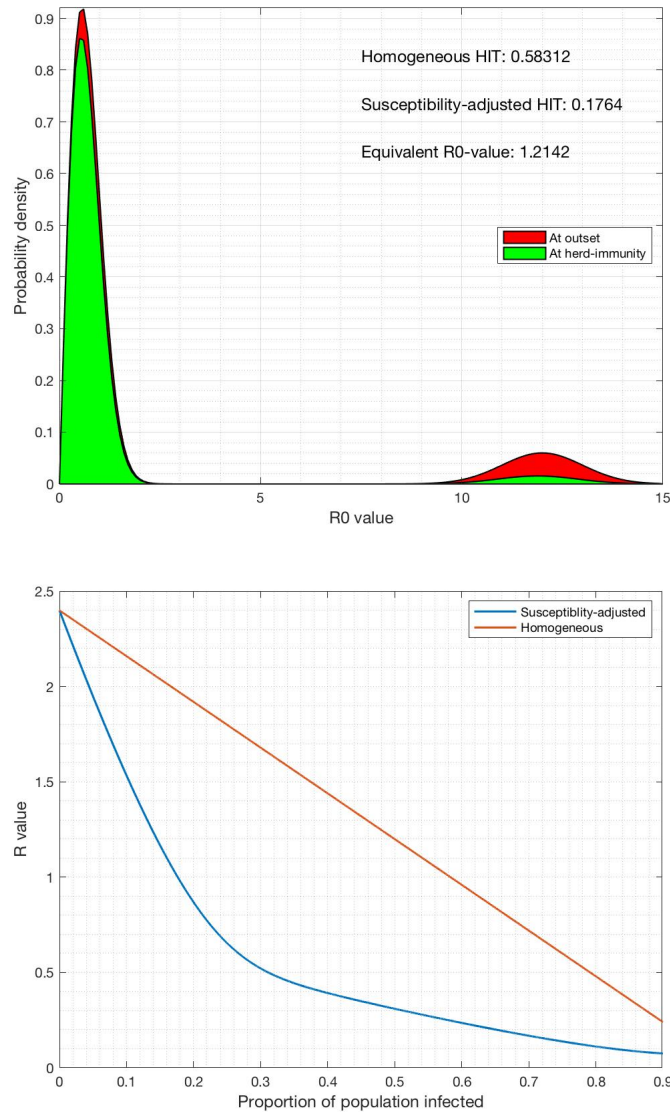 0.9
0.8
0.7
0.6
0.5
0.4
0.3
0.2
0.1
0
Probability density
Homogeneous HIT: 0.58312
Susceptibility-adjusted HIT: 0.1764
Equivalent R0-value: 1.2142
At outset
At herd-immunity
0 5 10 15
R0 value
2.5
2
1.5
1
0.5
0
R value
Susceptiblity-adjusted
Homogeneous
0 0.1 0.2 0.3 0.4 0.5 0.6 0.7 0.8 0.9
Proportion of population infected